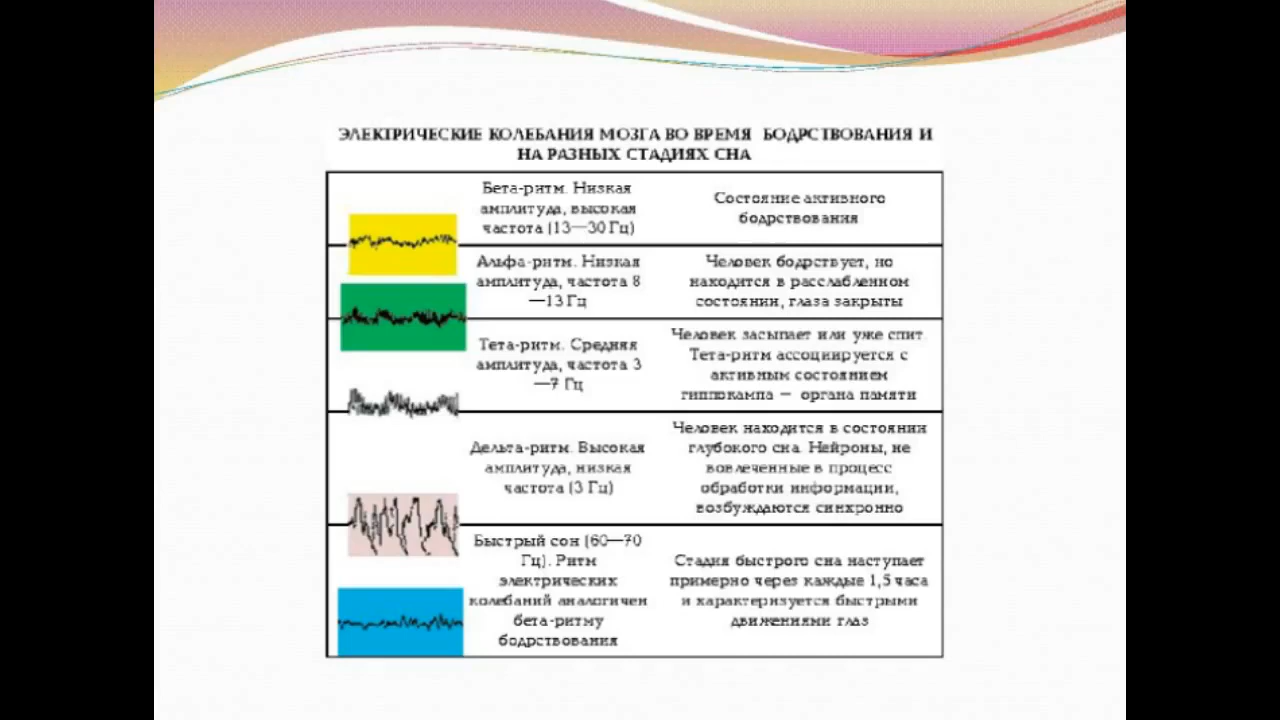 ЭЛЕКТРИЧЕСКИЕ КОЛЕБАНИЯ МОЗГА ВО ВРЕМЯ БОДРСТВОВАНИЯ И
НА РАЗНЫХ СТАДИЯХ СНА
Бета-ритм. Низкая
амплитуда, высокая
частота (13—30 Гц)
Состояние активного
бодрствования
Альфа-ритм. Низкая
амплитуда, частота 8
—13 Гц
Человек бодрствует, но
находится в расслабленном
состоянии, глаза закрыты
Тета-ритм. Средняя
амплитуда, частота 3
—7 Гц
Человек засыпает или уже спит.
Тета-ритм ассоциируется с
активным состоянием
гиппокампа — органа памяти
Дельта-ритм. Высокая
амплитуда, низкая
частота (3 Гц)
Человек находится в состоянии
глубокого сна. Нейроны, не
вовлеченные в процесс
обработки информации,
возбуждаются синхронно
Быстрый сон (60—70
Гц). Ритм
электрических
колебаний аналогичен
бета-ритму
бодрствования
Стадия быстрого сна наступает
примерно через каждые 1,5 часа
и характеризуется быстрыми
движениями глаз